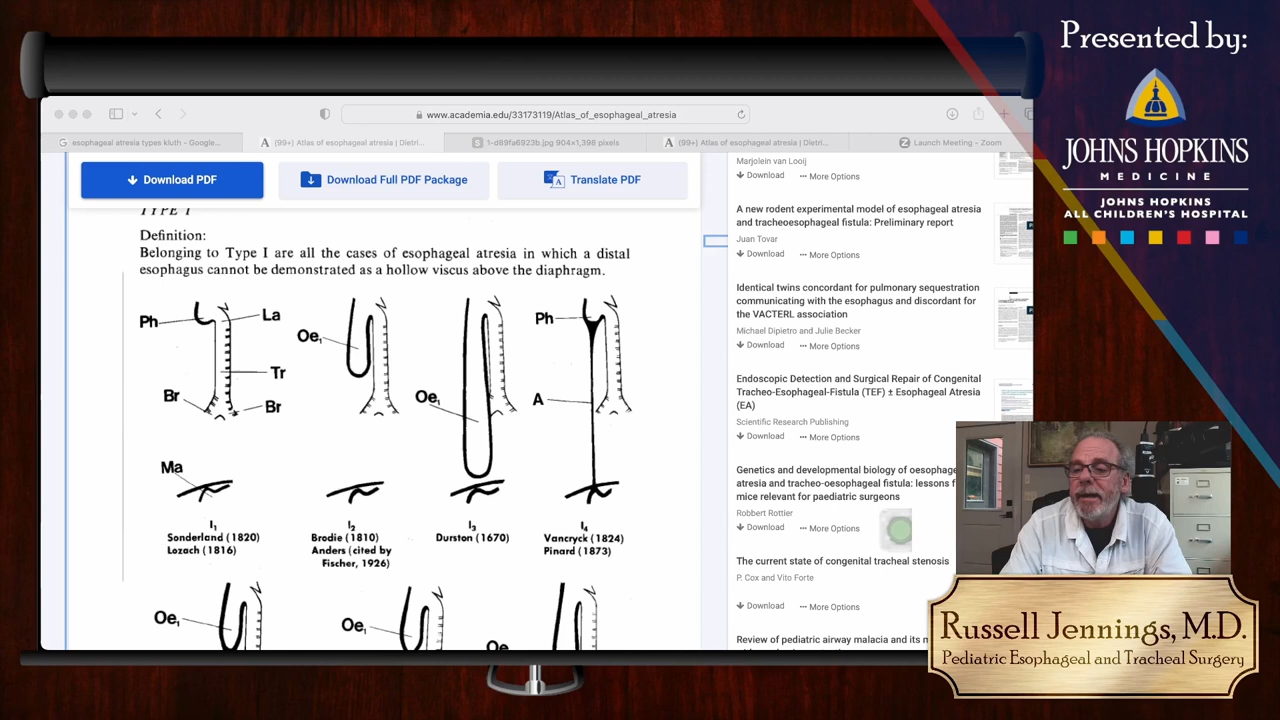 Presented by:
JOHNS HOPKINS
MEDICINE
JOHNS HOPKINS
ALL CHILDREN'S HOSPITAL
www.academia.edu/33173119/Atlas_of_esophageal_atresia
esophageal atresia types kluth - Google...
(99+) Atlas of esophageal atresia | Dietri...
1-d89fa6923b.jpg 904×1,396 pixels
(99+) Atlas of esophageal atresia | Dietri...
Launch Meeting - Zoom
Download PDF
Download Full PDF Package
Translate PDF
TYPE I
Definition:
Belonging to Type I are all the cases of esophageal atresia in which a distal
esophagus cannot be demonstrated as a hollow viscus above the diaphragm.
Ph
La
Tr
Br
Br
Ma
Oe₁
Oe₁
Ph
A
I₁
Sonderland (1820)
Lozach (1816)
I₂
Brodie (1810)
Anders (cited by
Fischer, 1926)
I₃
Durston (1670)
I₄
Vancryck (1824)
Pinard (1873)
Oe₁
Oe₁
Marjolein van Looij
Download
More Options
A new rodent experimental model of esophageal atresia
and tracheoesophageal fistula: Preliminary report
Juan Tovar
Download
More Options
Identical twins concordant for pulmonary sequestration
communicating with the esophagus and discordant for
the VACTERL association
Michael Dipietro and Julie Becker
Download
More Options
Endoscopic Detection and Surgical Repair of Congenital
Tracheo-Esophageal-Fistula (TEF) ± Esophageal Atresia
(EA)
Scientific Research Publishing
Download
More Options
Genetics and developmental biology of oesophage
atresia and tracheo-oesophageal fistula: lessons f
mice relevant for paediatric surgeons
Robbert Rottier
Download
More Options
The current state of congenital tracheal stenosis
P. Cox and Vito Forte
Download
More Options
Review of pediatric airway malacia and its
Russell Jennings, M.D.
Pediatric Esophageal and Tracheal Surgery